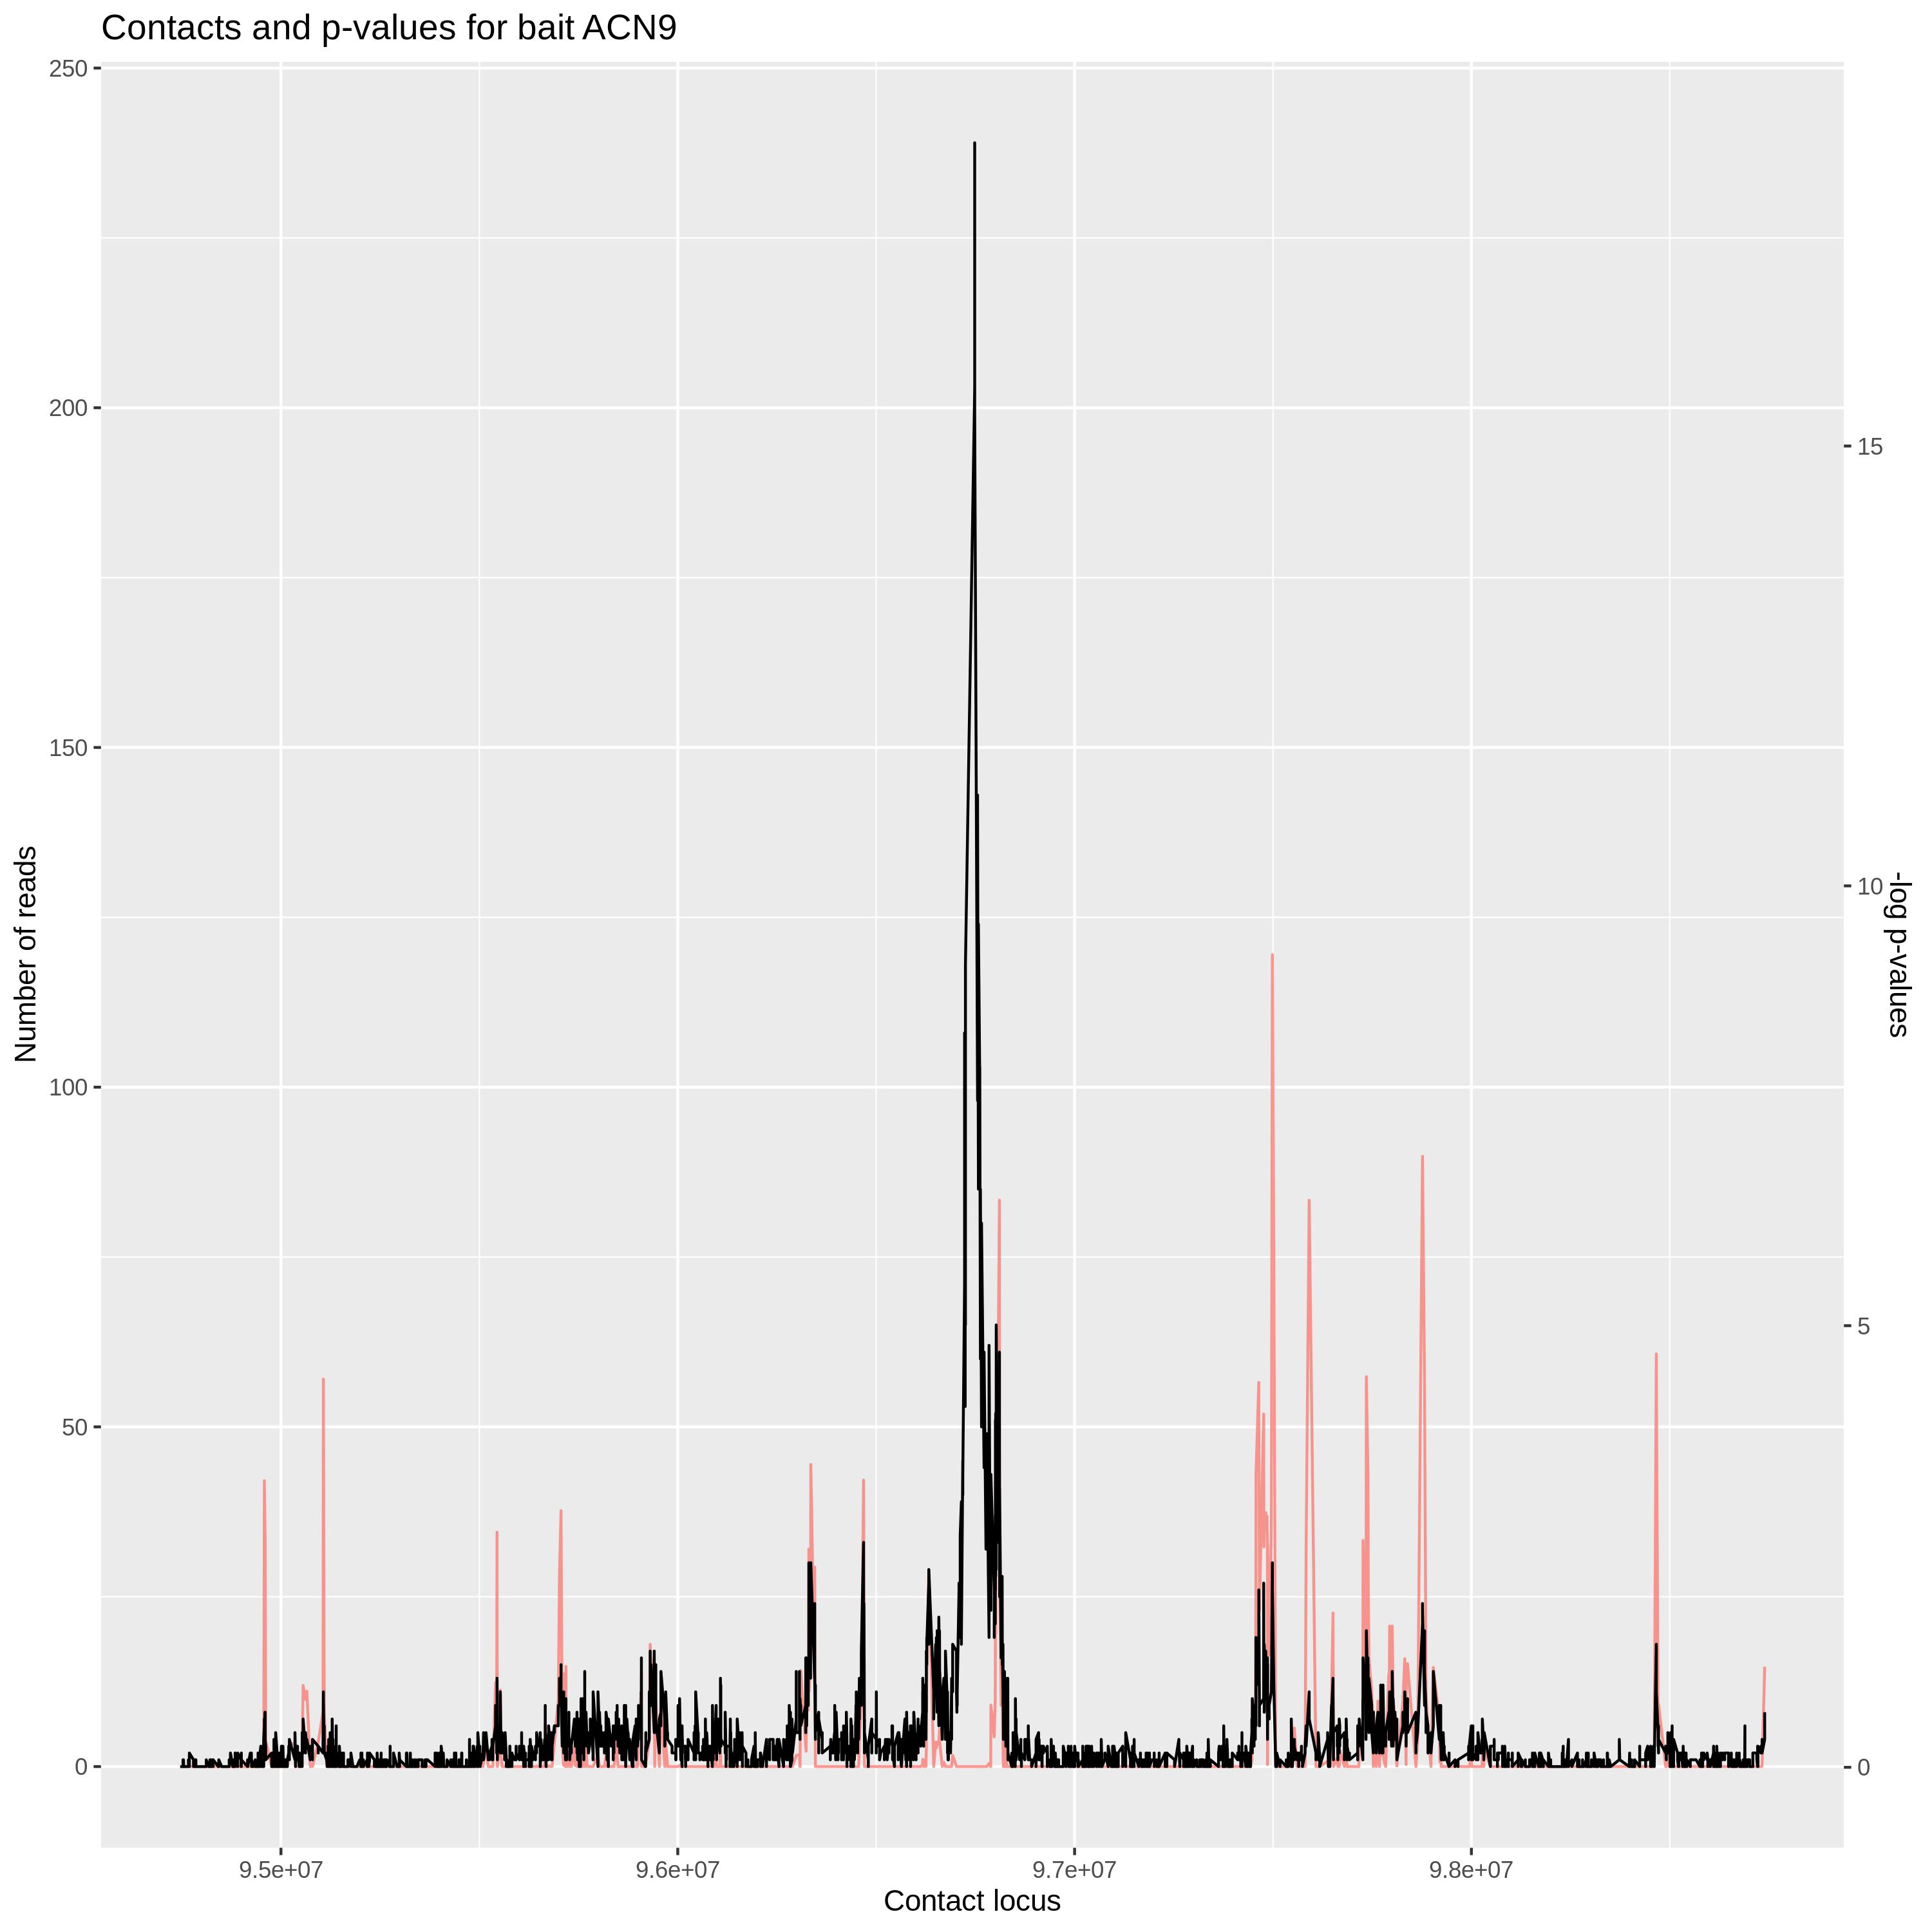 Contacts and p-values for bait ACN9
250
200
150
100
50
0
Number of reads
15
10
5
0
-log p-values
9.5e+07
9.6e+07
9.7e+07
9.8e+07
Contact locus